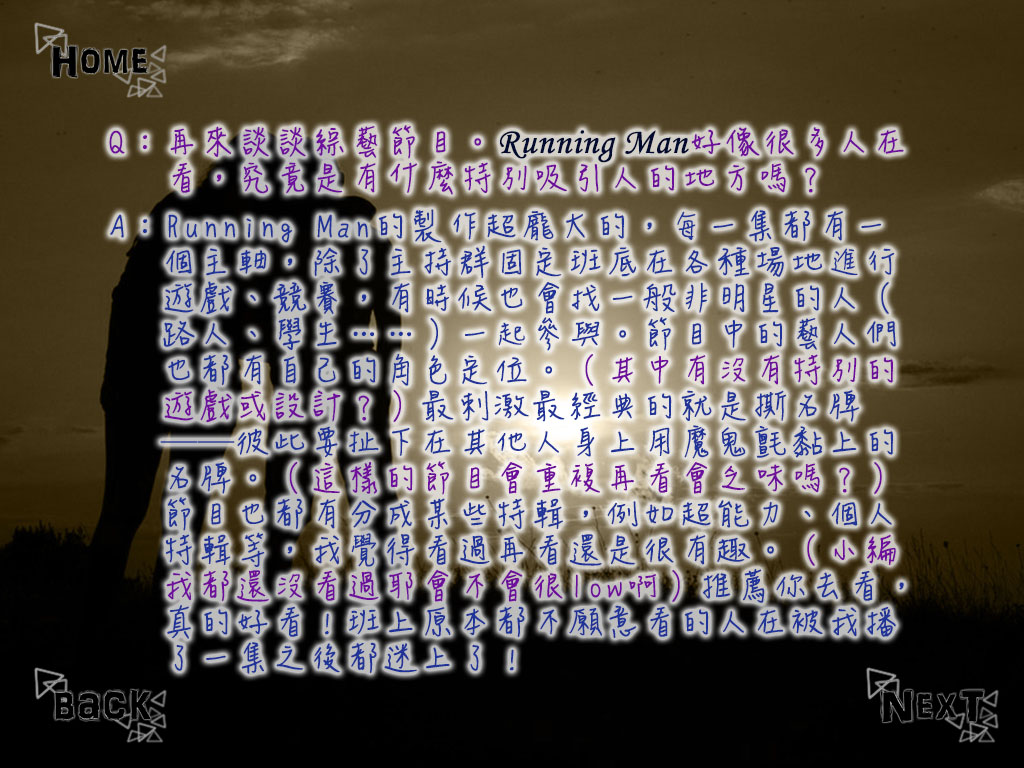 HOME
Q：再來談談綜藝節目。Running Man好像很多人在
看，究竟是有什麼特別吸引人的地方嗎？
A：Running Man的製作超龐大的，每一集都有一
個主軸，除了主持群固定班底在各種場地進行
遊戲、競賽，有時候也會找一般非明星的人（
路人、學生……）一起參與。節目中的藝人們
也都有自己的角色定位。（其中有沒有特別的
遊戲或設計？）最刺激最經典的就是撕名牌
——彼此要扯下在其他人身上用魔鬼氈黏上的
名牌。（這樣的節目會重複再看會乏味嗎？）
節目也都有分成某些特輯，例如超能力、個人
特輯等，我覺得看過再看還是很有趣。（小編
我都還沒看過耶會不會很low啊）推薦你去看，
真的好看！班上原本都不願意看的人在被我播
了一集之後都迷上了！
BACK
NEXT